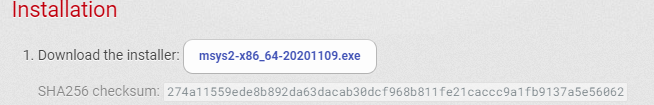 Installation
1. Download the installer: msys2-x86_64-20201109.exe
SHA256 checksum: 274a11559ede8b892da63dacab30dcf968b811fe21caccc9a1fb9137a5e56062